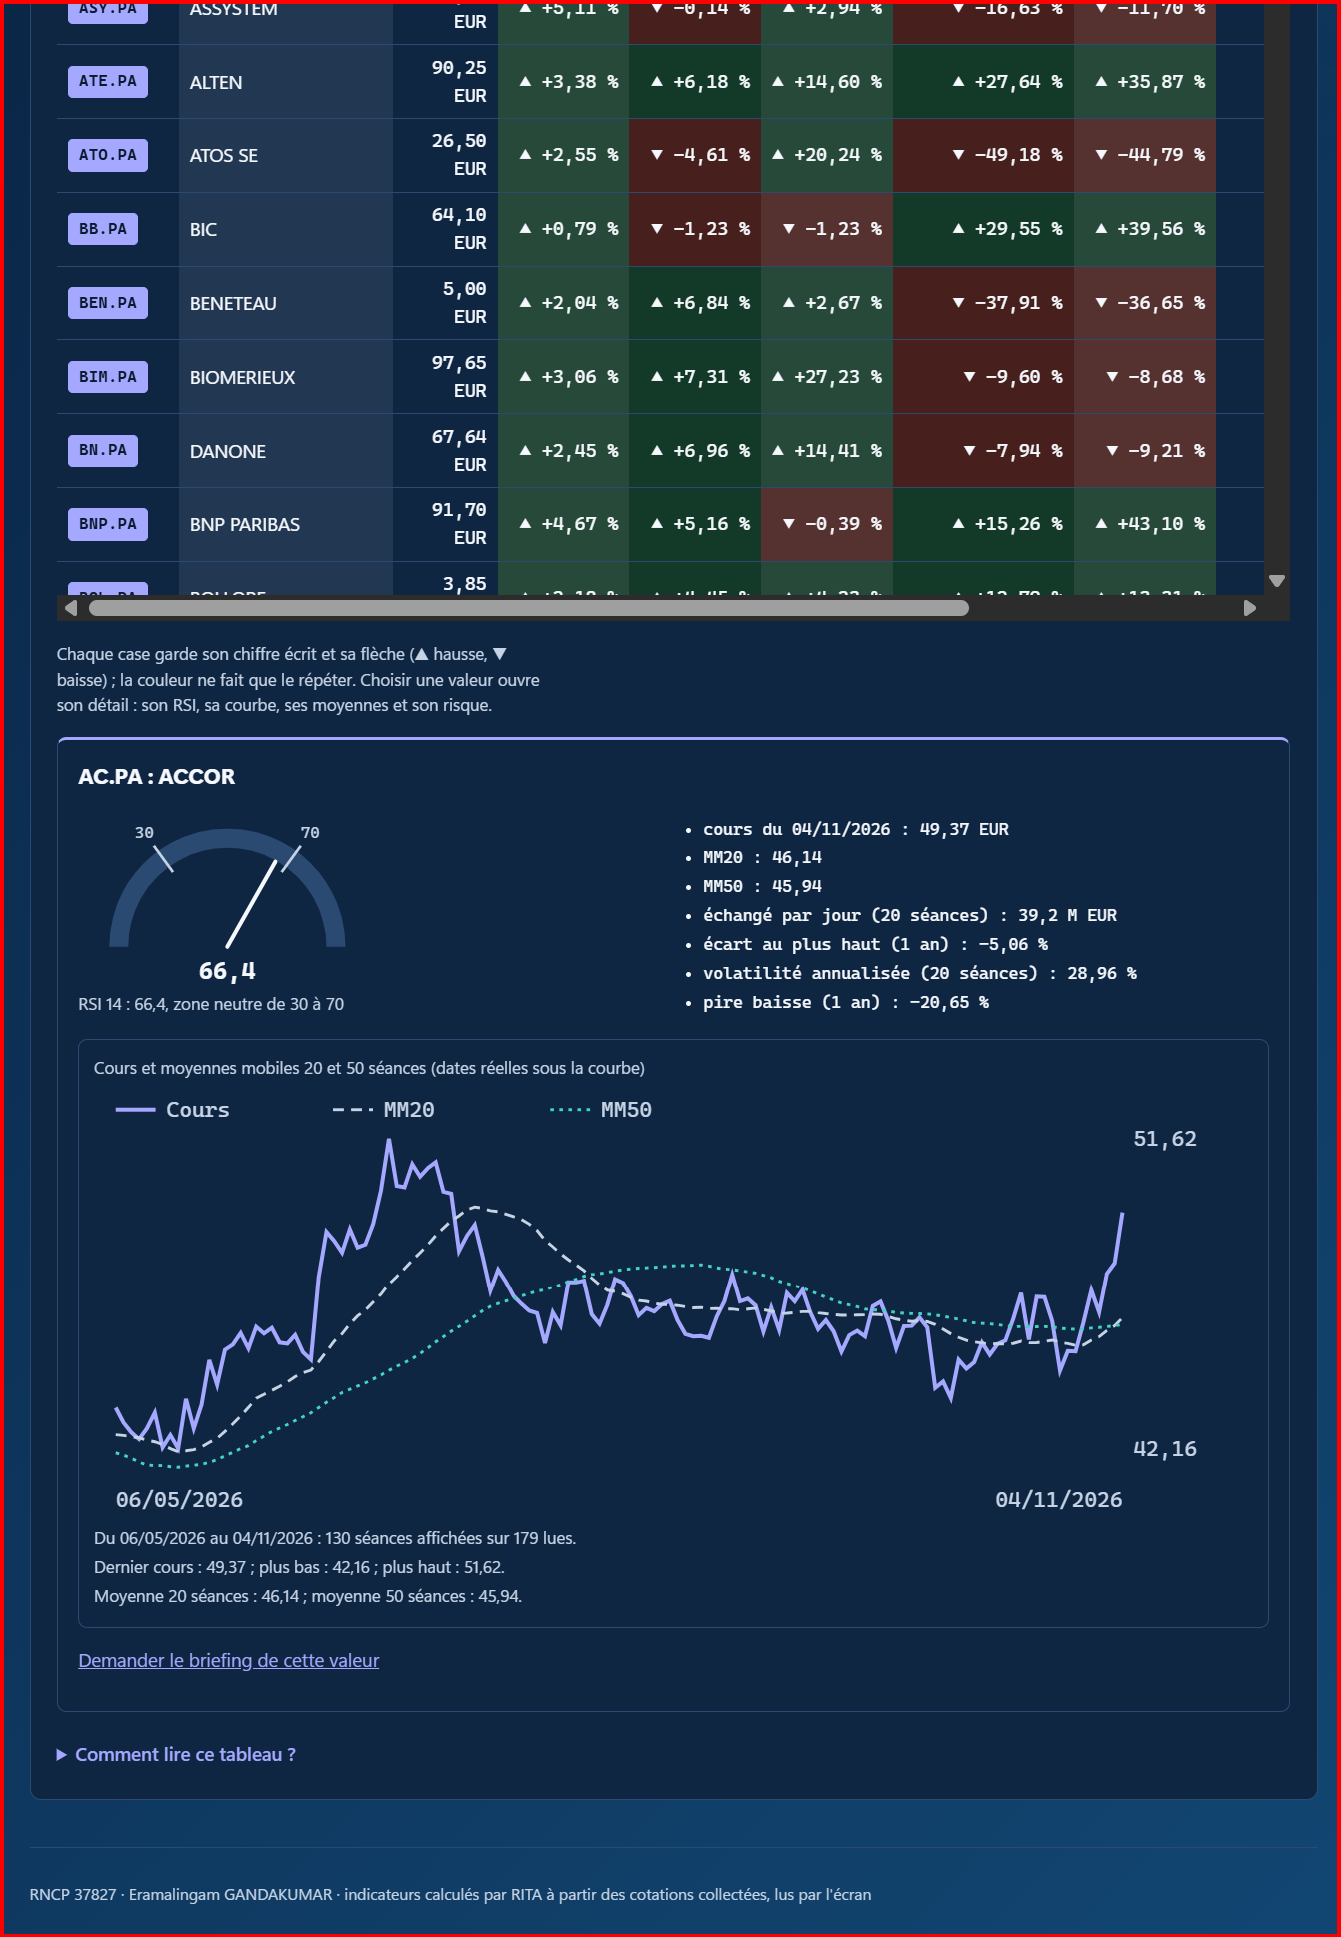 ASY.PA ASSYSTEM EUR ▲ +5,11 % ▼ −0,14 % ▲ +2,94 % ▼ −16,63 % ▼ −11,70 %
ATE.PA ALTEN 90,25 EUR ▲ +3,38 % ▲ +6,18 % ▲ +14,60 % ▲ +27,64 % ▲ +35,87 %
ATO.PA ATOS SE 26,50 EUR ▲ +2,55 % ▼ −4,61 % ▲ +20,24 % ▼ −49,18 % ▼ −44,79 %
BB.PA BIC 64,10 EUR ▲ +0,79 % ▼ −1,23 % ▼ −1,23 % ▲ +29,55 % ▲ +39,56 %
BEN.PA BENETEAU 5,00 EUR ▲ +2,04 % ▲ +6,84 % ▲ +2,67 % ▼ −37,91 % ▼ −36,65 %
BIM.PA BIOMERIEUX 97,65 EUR ▲ +3,06 % ▲ +7,31 % ▲ +27,23 % ▼ −9,60 % ▼ −8,68 %
BN.PA DANONE 67,64 EUR ▲ +2,45 % ▲ +6,96 % ▲ +14,41 % ▼ −7,94 % ▼ −9,21 %
BNP.PA BNP PARIBAS 91,70 EUR ▲ +4,67 % ▲ +5,16 % ▼ −0,39 % ▲ +15,26 % ▲ +43,10 %
3,85
Chaque case garde son chiffre écrit et sa flèche (▲ hausse, ▼
baisse) ; la couleur ne fait que le répéter. Choisir une valeur ouvre
son détail : son RSI, sa courbe, ses moyennes et son risque.
AC.PA : ACCOR
30 70
66,4
RSI 14 : 66,4, zone neutre de 30 à 70
• cours du 04/11/2026 : 49,37 EUR
• MM20 : 46,14
• MM50 : 45,94
• échangé par jour (20 séances) : 39,2 M EUR
• écart au plus haut (1 an) : −5,06 %
• volatilité annualisée (20 séances) : 28,96 %
• pire baisse (1 an) : −20,65 %
Cours et moyennes mobiles 20 et 50 séances (dates réelles sous la courbe)
Cours MM20 MM50
51,62
42,16
06/05/2026 04/11/2026
Du 06/05/2026 au 04/11/2026 : 130 séances affichées sur 179 lues.
Dernier cours : 49,37 ; plus bas : 42,16 ; plus haut : 51,62.
Moyenne 20 séances : 46,14 ; moyenne 50 séances : 45,94.
Demander le briefing de cette valeur
▶ Comment lire ce tableau ?
RNCP 37827 · Eramalingam GANDAKUMAR · indicateurs calculés par RITA à partir des cotations collectées, lus par l'écran